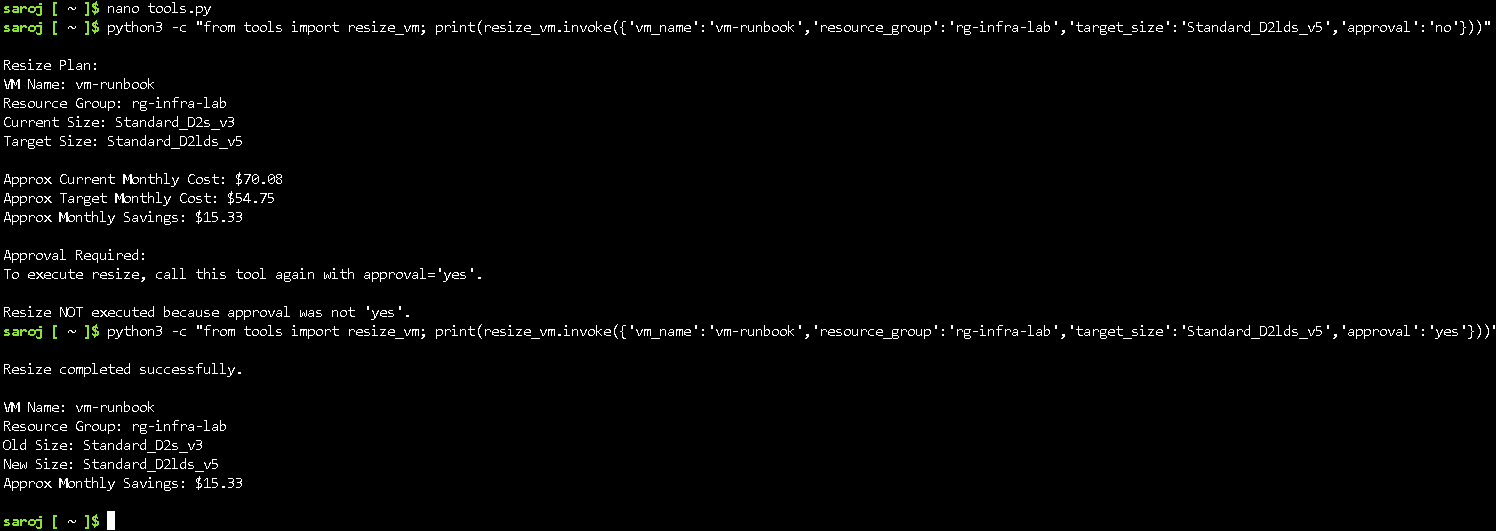 saroj [ ~ ]$ nano tools.py
saroj [ ~ ]$ python3 -c "from tools import resize_vm; print(resize_vm.invoke({'vm_name':'vm-runbook','resource_group':'rg-infra-lab','target_size':'Standard_D2lds_v5','approval':'no'}))"
Resize Plan:
VM Name: vm-runbook
Resource Group: rg-infra-lab
Current Size: Standard_D2s_v3
Target Size: Standard_D2lds_v5
Approx Current Monthly Cost: $70.08
Approx Target Monthly Cost: $54.75
Approx Monthly Savings: $15.33
Approval Required:
To execute resize, call this tool again with approval='yes'.
Resize NOT executed because approval was not 'yes'.
saroj [ ~ ]$ python3 -c "from tools import resize_vm; print(resize_vm.invoke({'vm_name':'vm-runbook','resource_group':'rg-infra-lab','target_size':'Standard_D2lds_v5','approval':'yes'}))"
Resize completed successfully.
VM Name: vm-runbook
Resource Group: rg-infra-lab
Old Size: Standard_D2s_v3
New Size: Standard_D2lds_v5
Approx Monthly Savings: $15.33
saroj [ ~ ]$